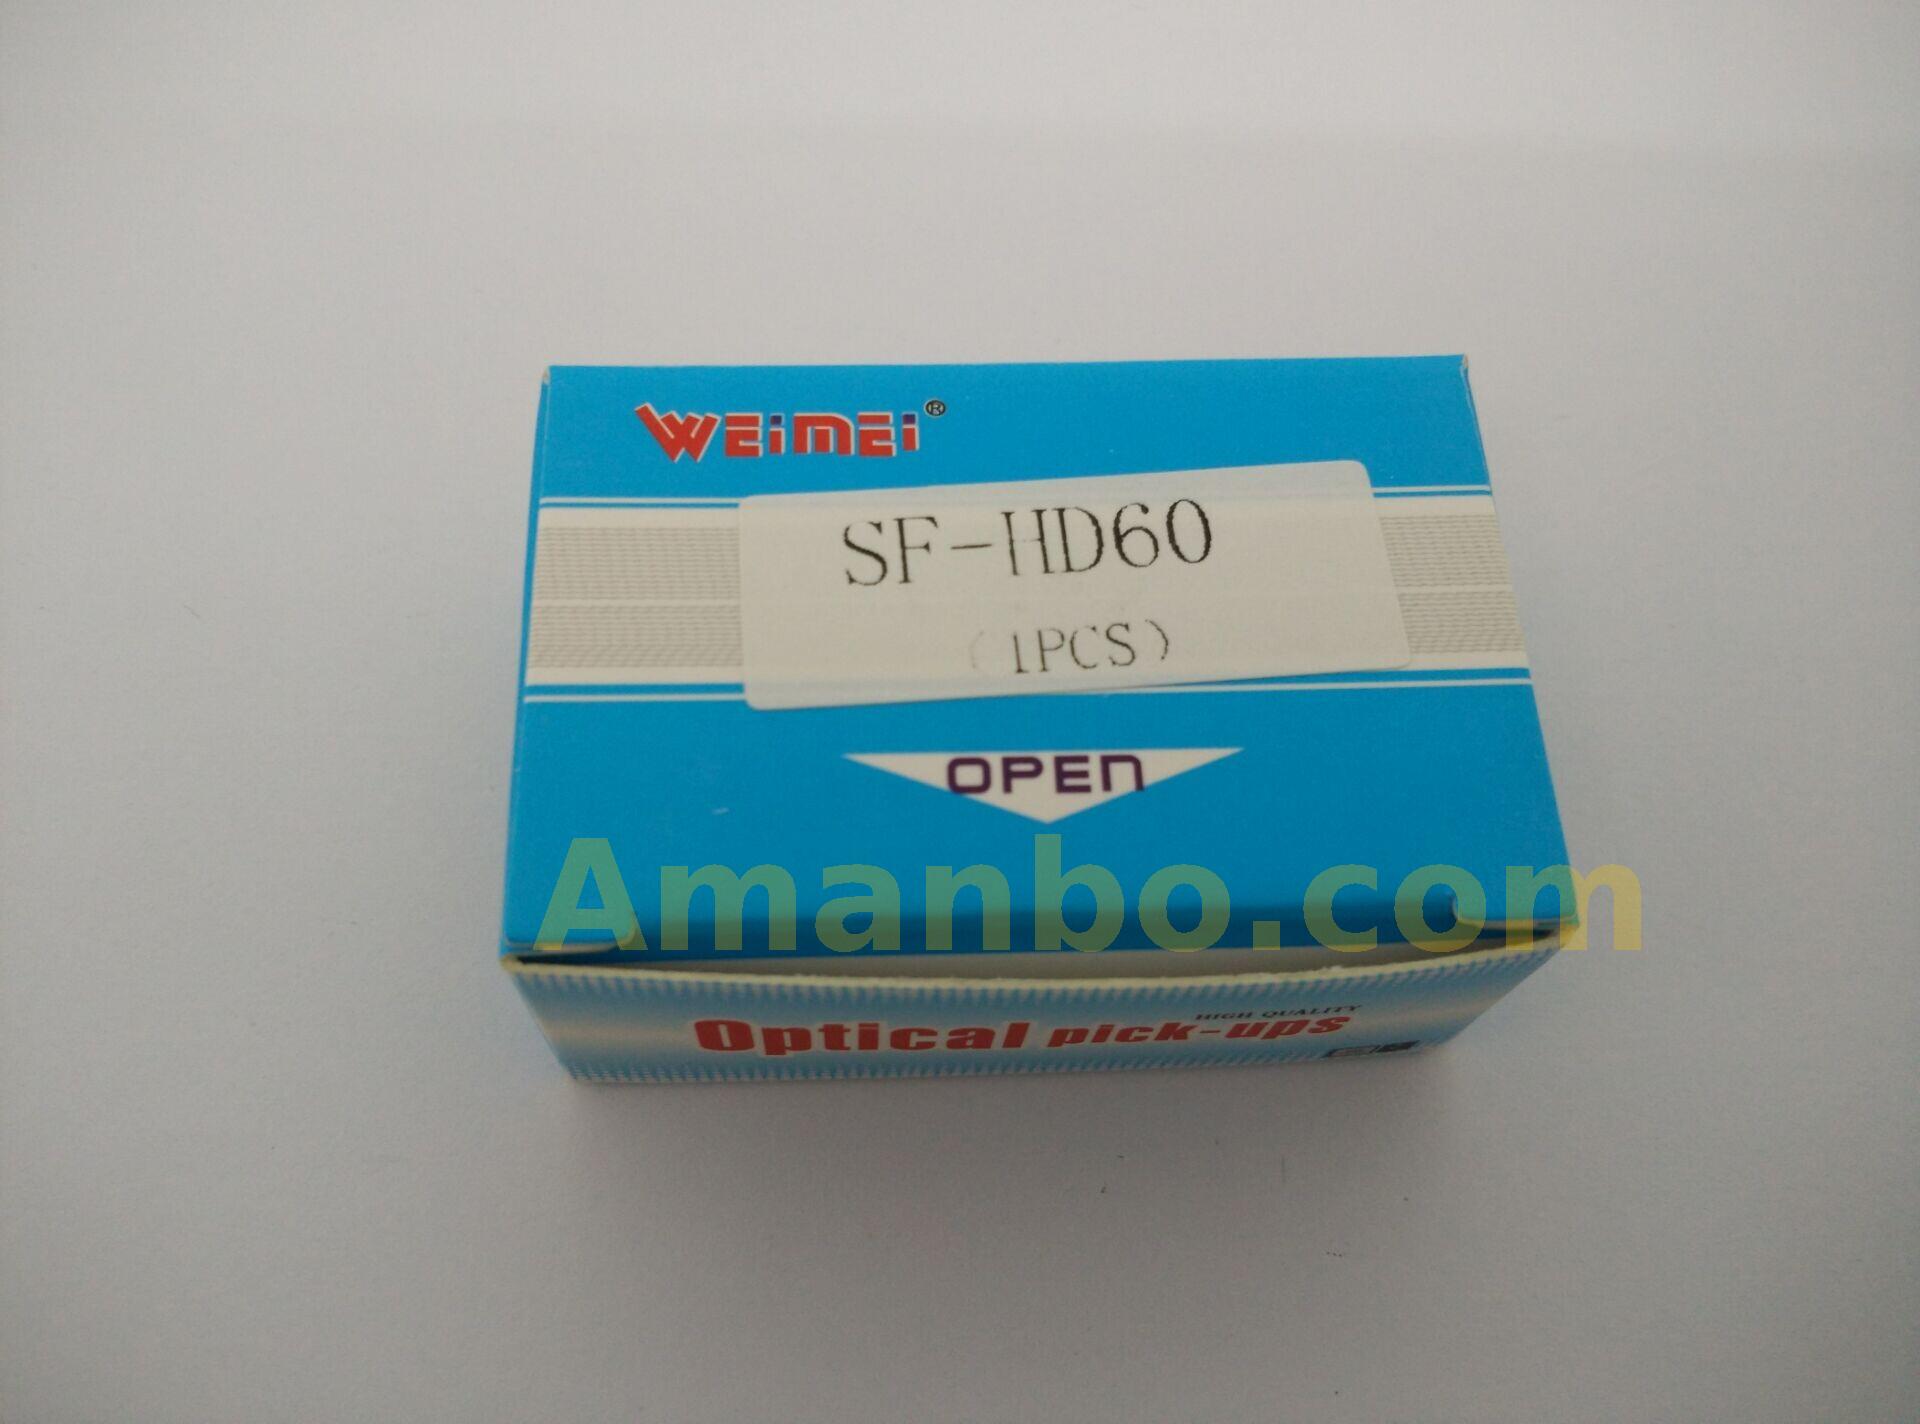 WEiMEi®
SF-HD60
(1PCS)
OPEN
Amanbo.com
HIGH QUALITY
Optical pick-ups